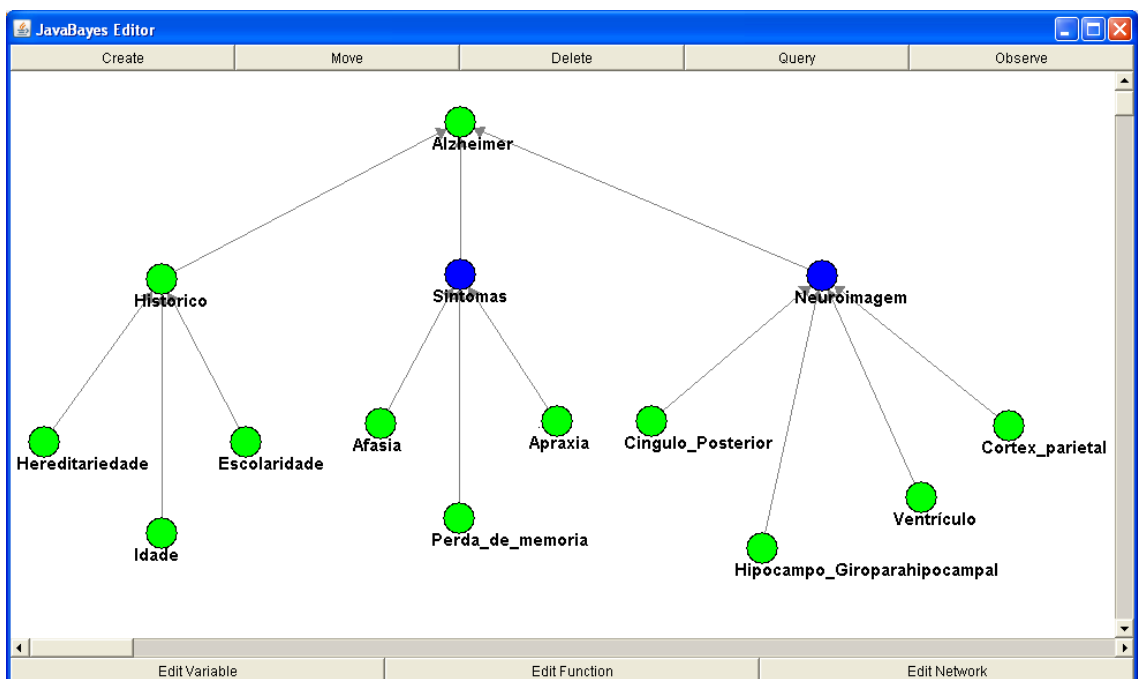 JavaBayes Editor
Create Move Delete Query Observe
Alzheimer
Histórico Sintomas Neuroimagem
Hereditariedade Escolaridade Afasia Apraxia Cingulo_Posterior Cortex_parietal
Idade Perda_de_memoria Ventrículo
Hipocampo_Giroparahipocampal
Edit Variable Edit Function Edit Network